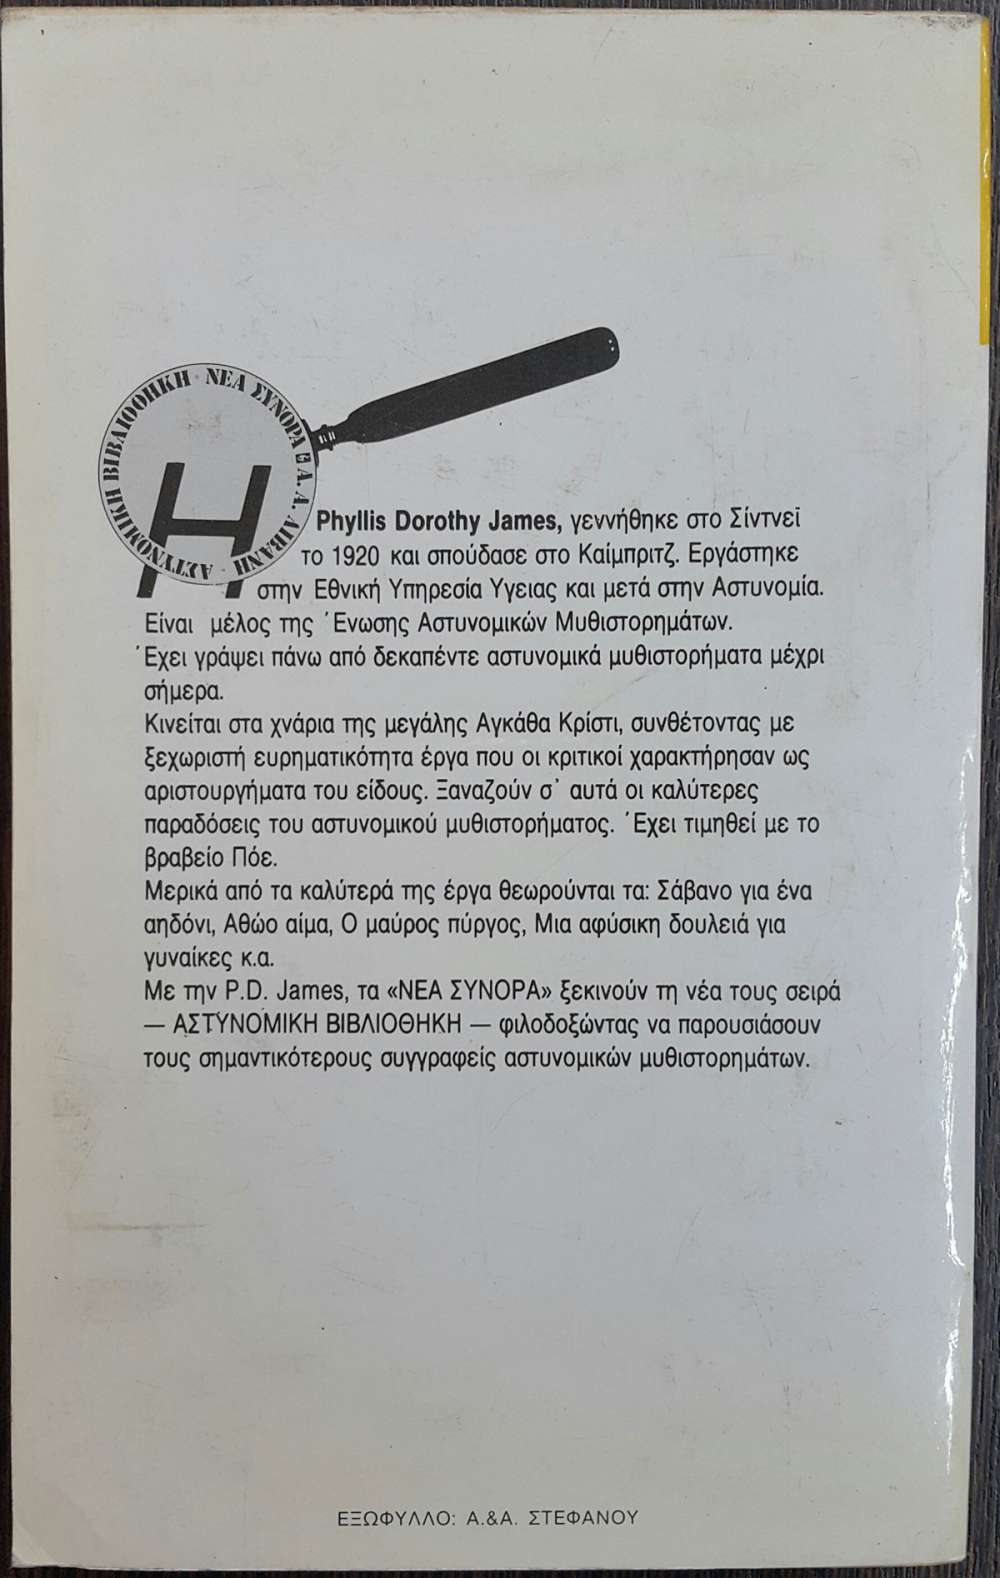 ΑΣΤΥΝΟΜΙΚΗ ΒΙΒΛΙΟΘΗΚΗ · ΝΕΑ ΣΥΝΟΡΑ Α. Α. ΛΙΒΑΝΗ ·
Η Phyllis Dorothy James, γεννήθηκε στο Σίντνεϊ
το 1920 και σπούδασε στο Καίμπριτζ. Εργάστηκε
στην Εθνική Υπηρεσία Υγειας και μετά στην Αστυνομία.
Είναι μέλος της Ένωσης Αστυνομικών Μυθιστορημάτων.
Έχει γράψει πάνω από δεκαπέντε αστυνομικά μυθιστορήματα μέχρι
σήμερα.
Κινείται στα χνάρια της μεγάλης Αγκάθα Κρίστι, συνθέτοντας με
ξεχωριστή ευρηματικότητα έργα που οι κριτικοί χαρακτήρησαν ως
αριστουργήματα του είδους. Ξαναζούν σ' αυτά οι καλύτερες
παραδόσεις του αστυνομικού μυθιστορήματος. Έχει τιμηθεί με το
βραβείο Πόε.
Μερικά από τα καλύτερά της έργα θεωρούνται τα: Σάβανο για ένα
αηδόνι, Αθώο αίμα, Ο μαύρος πύργος, Μια αφύσικη δουλειά για
γυναίκες κ.α.
Με την P.D. James, τα «ΝΕΑ ΣΥΝΟΡΑ» ξεκινούν τη νέα τους σειρά
— ΑΣΤΥΝΟΜΙΚΗ ΒΙΒΛΙΟΘΗΚΗ — φιλοδοξώντας να παρουσιάσουν
τους σημαντικότερους συγγραφείς αστυνομικών μυθιστορημάτων.
ΕΞΩΦΥΛΛΟ: Α.&Α. ΣΤΕΦΑΝΟΥ